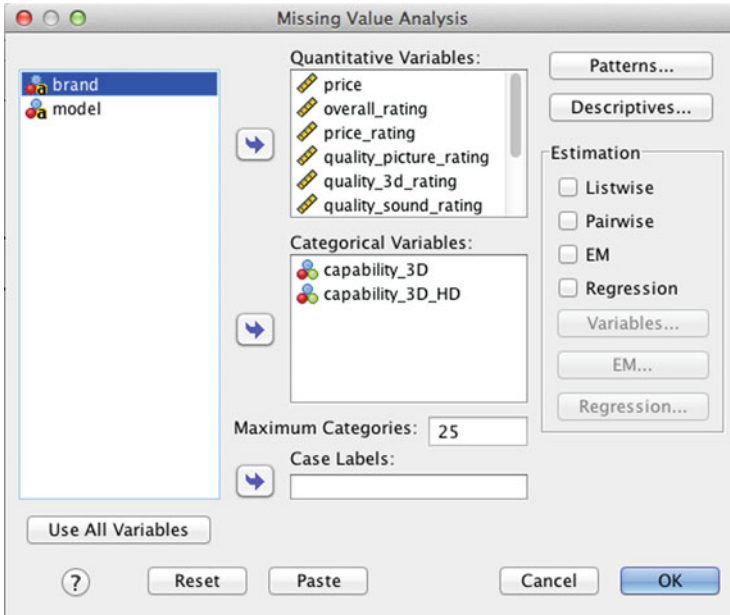 Missing Value Analysis
brand
model
Quantitative Variables:
price
overall_rating
price_rating
quality_picture_rating
quality_3d_rating
quality_sound_rating
Categorical Variables:
capability_3D
capability_3D_HD
Maximum Categories: 25
Case Labels:
Patterns...
Descriptives...
Estimation
Listwise
Pairwise
EM
Regression
Variables...
EM...
Regression...
Use All Variables
? Reset Paste Cancel OK